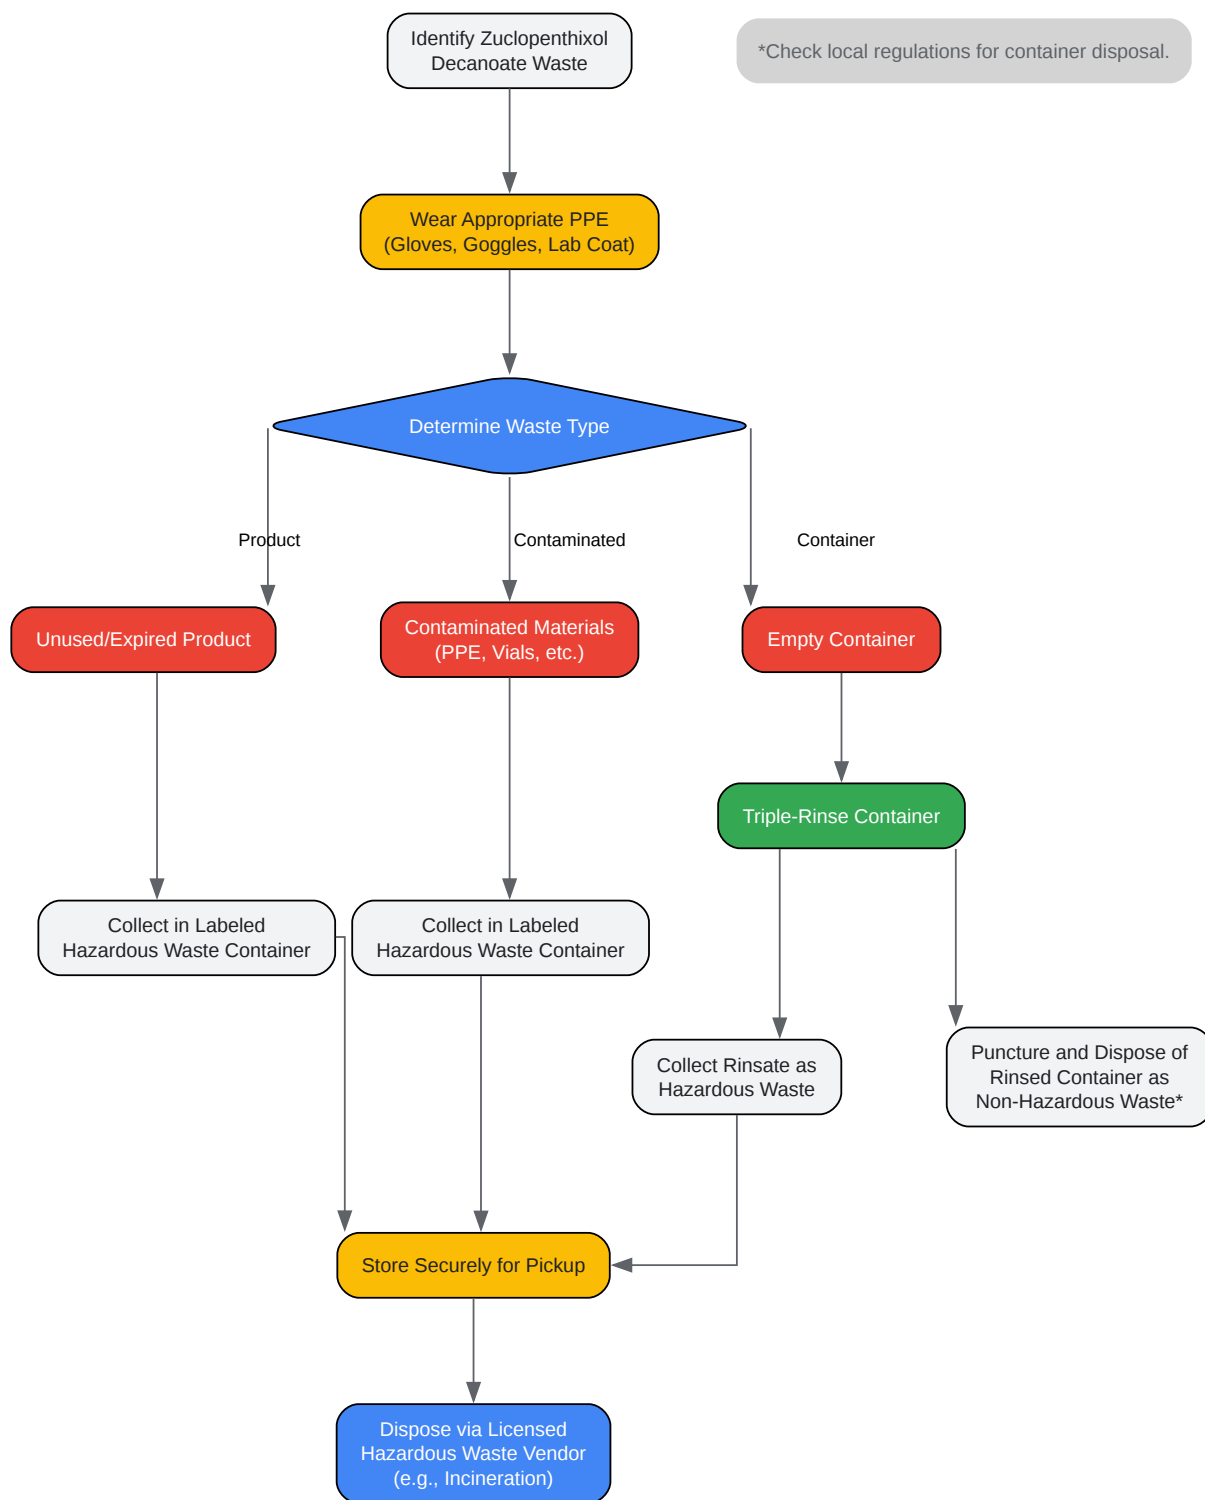 Identify Zuclopenthixol
Decanoate Waste
*Check local regulations for container disposal.
Wear Appropriate PPE
(Gloves, Goggles, Lab Coat)
Determine Waste Type
Product
Contaminated
Container
Unused/Expired Product
Contaminated Materials
(PPE, Vials, etc.)
Empty Container
Triple-Rinse Container
Collect in Labeled
Hazardous Waste Container
Collect in Labeled
Hazardous Waste Container
Collect Rinsate as
Hazardous Waste
Puncture and Dispose of
Rinsed Container as
Non-Hazardous Waste*
Store Securely for Pickup
Dispose via Licensed
Hazardous Waste Vendor
(e.g., Incineration)